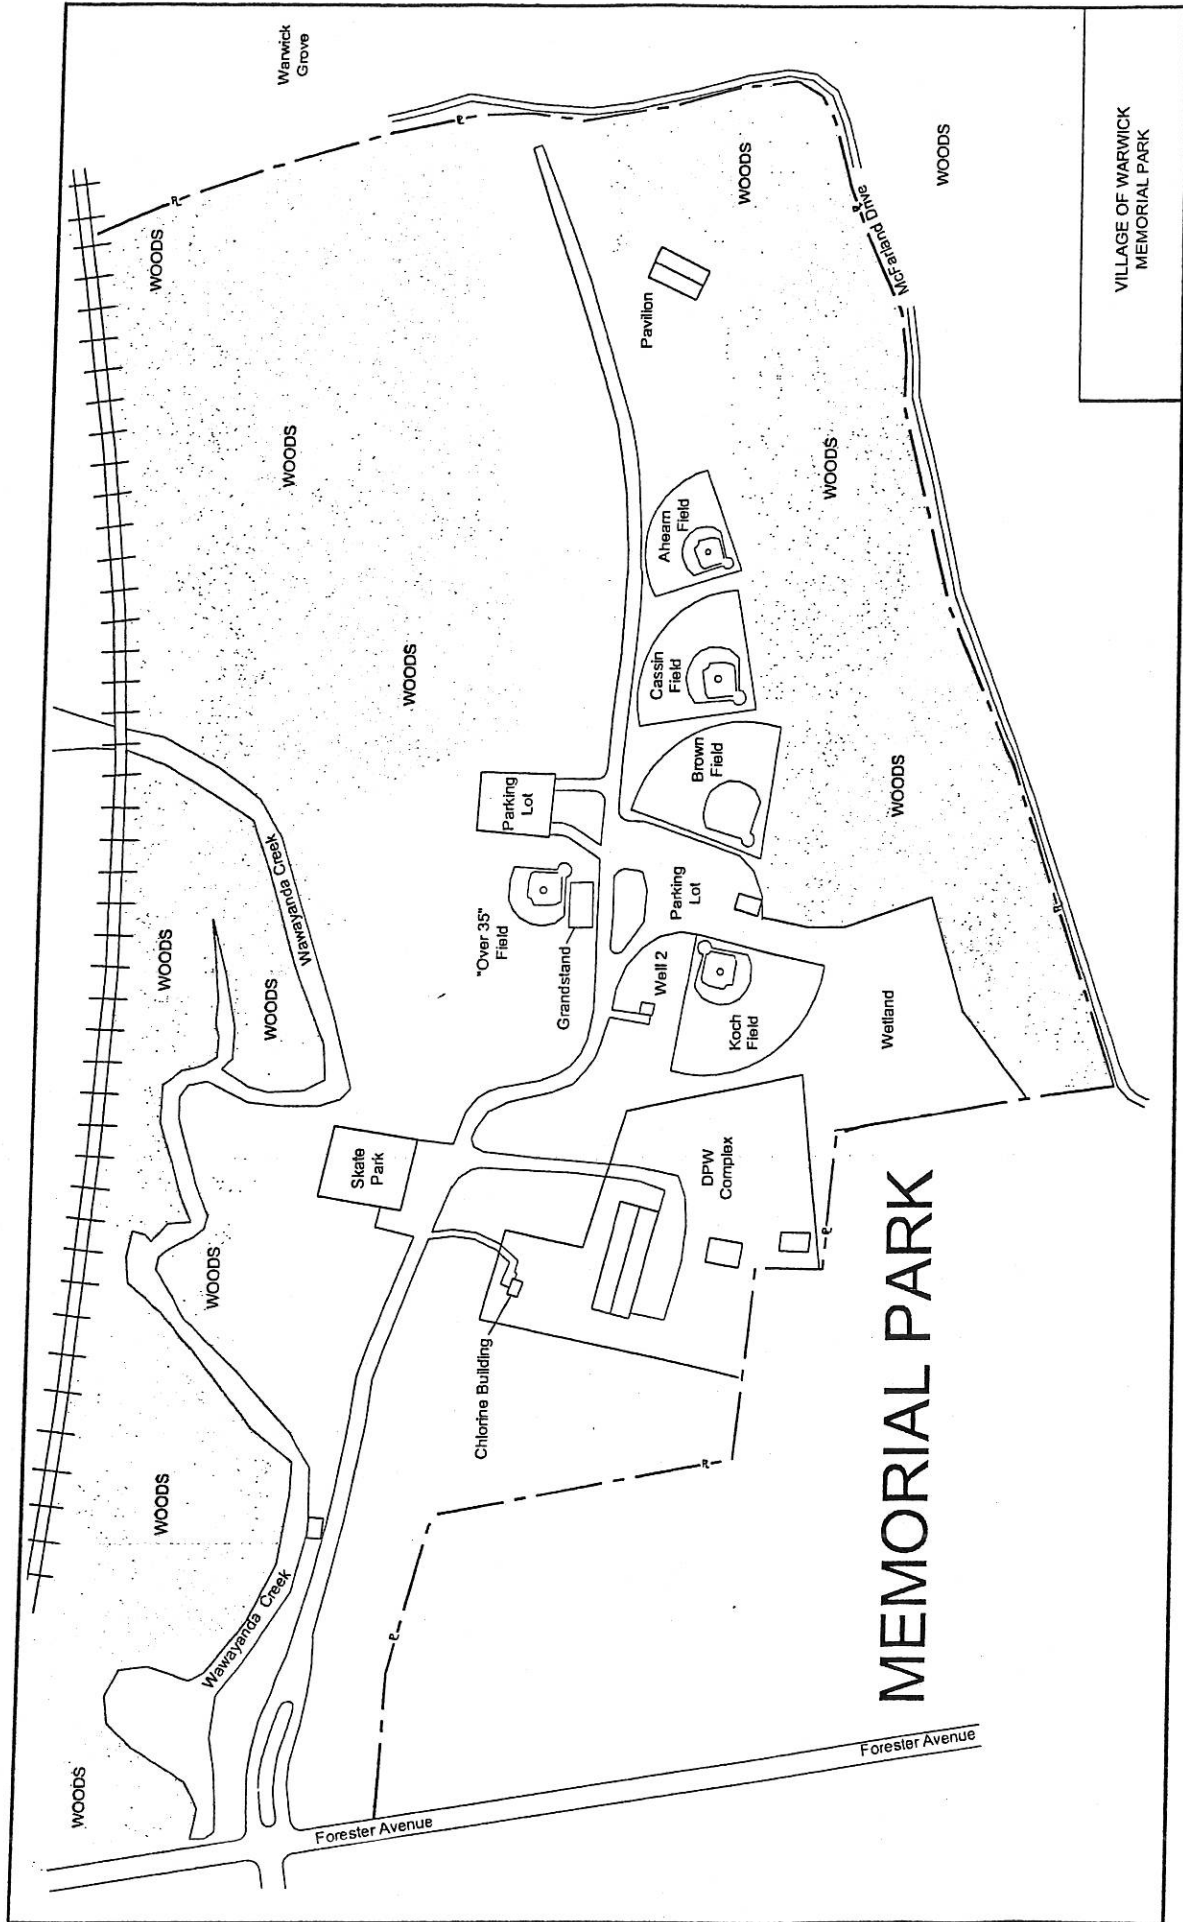 Warwick
Grove
WOODS
WOODS
WOODS
WOODS
WOODS
WOODS
WOODS
WOODS
WOODS
WOODS
WOODS
WOODS
WOODS
Wawayanda Creek
Wawayanda Creek
McFarland Drive
Pavilion
Ahearn
Field
Cassin
Field
Brown
Field
Parking
Lot
Parking
Lot
"Over 35"
Field
Grandstand
Well 2
Koch
Field
Wetland
Skate
Park
DPW
Complex
Chlorine Building
Forester Avenue
Forester Avenue
MEMORIAL PARK
VILLAGE OF WARWICK
MEMORIAL PARK